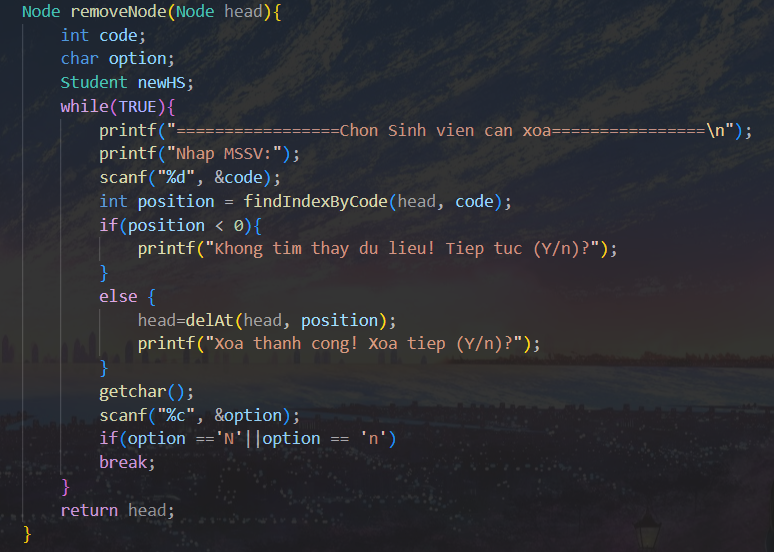 Node removeNode(Node head){
    int code;
    char option;
    Student newHS;
    while(TRUE){
        printf("=================Chon Sinh vien can xoa================\n");
        printf("Nhap MSSV:");
        scanf("%d", &code);
        int position = findIndexByCode(head, code);
        if(position < 0){
            printf("Khong tim thay du lieu! Tiep tuc (Y/n)?");
        }
        else {
            head=delAt(head, position);
            printf("Xoa thanh cong! Xoa tiep (Y/n)?");
        }
        getchar();
        scanf("%c", &option);
        if(option =='N'||option == 'n')
        break;
    }
    return head;
}